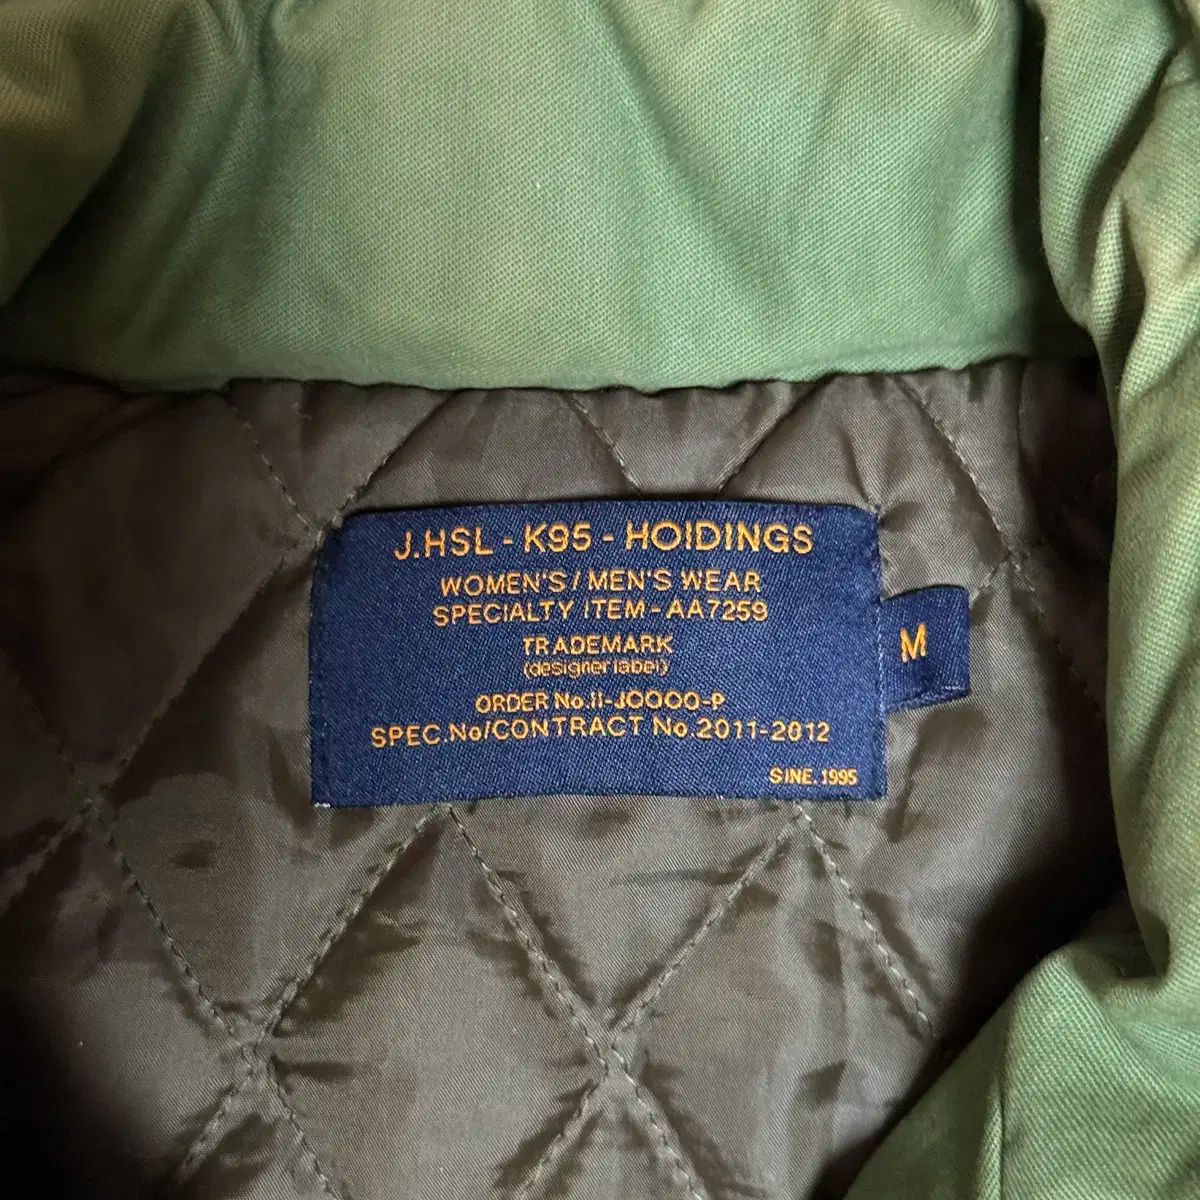 J.HSL - K95 - HOIDINGS
WOMEN'S / MEN'S WEAR
SPECIALTY ITEM - AA7259
TRADEMARK
(designer label)
ORDER No.II-JOOOO-P
SPEC.No/CONTRACT No.2011-2012
SINE.1995
M